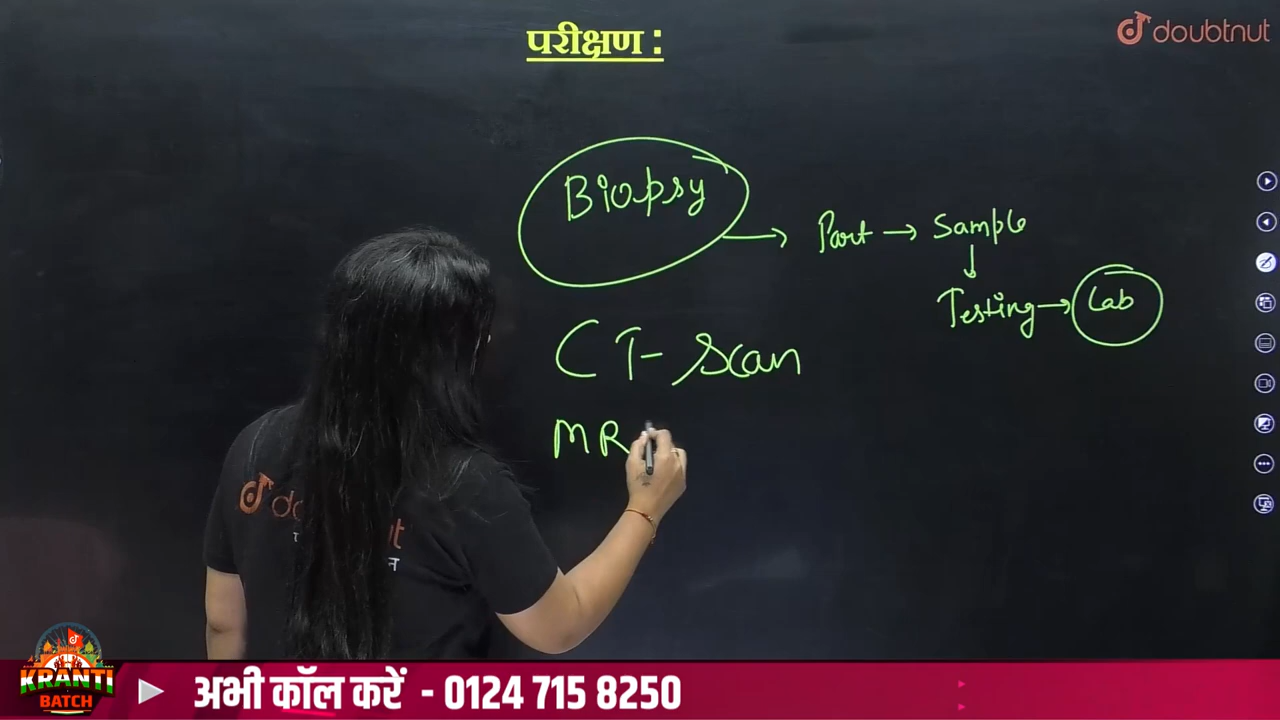 परीक्षण :
doubtnut
Biopsy → Part → Sample
↓
Testing → Lab
CT-Scan
MR
KRANTI
BATCH
अभी कॉल करें - 0124 715 8250